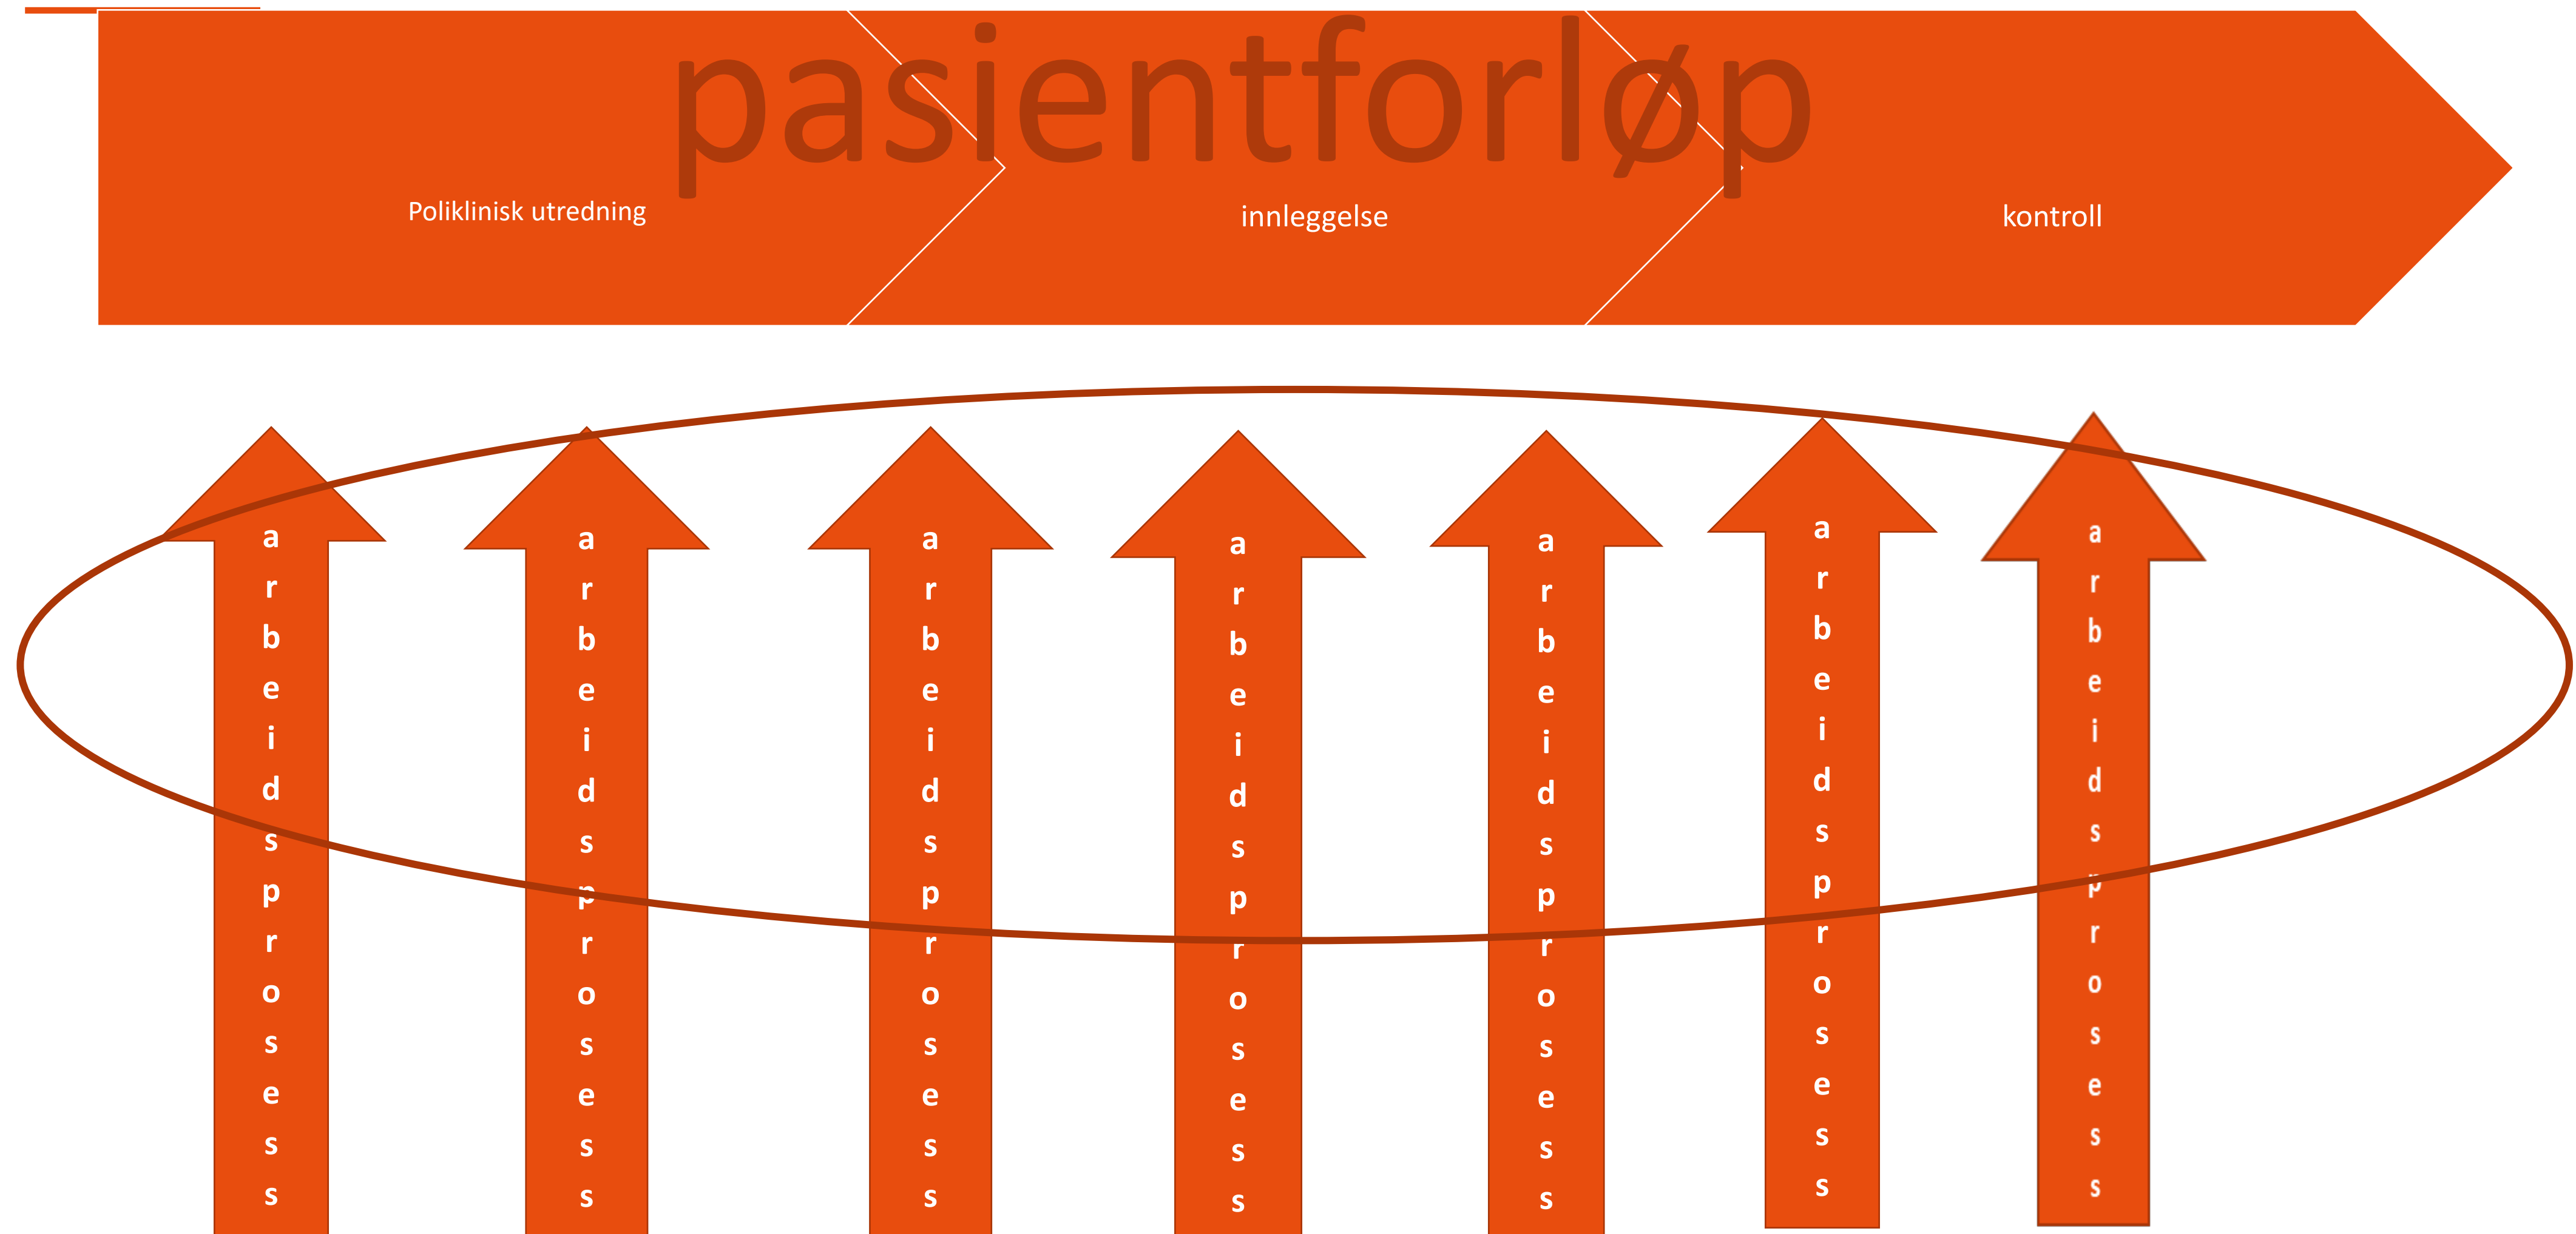 pasientforløp
Poliklinisk utredning
innleggelse
kontroll
arbeidsprosess
arbeidsprosess
arbeidsprosess
arbeidsprosess
arbeidsprosess
arbeidsprosess
arbeidsprosess